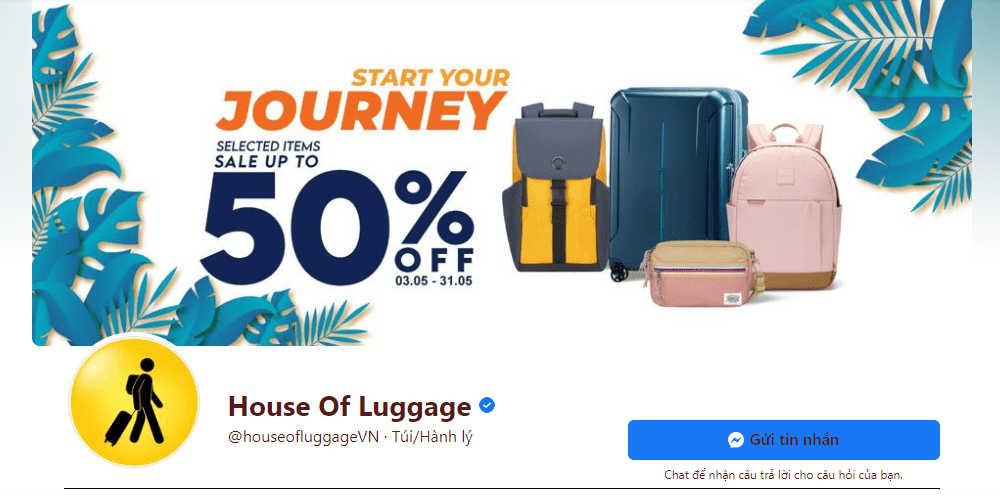 START YOUR
JOURNEY
SELECTED ITEMS
SALE UP TO
50% OFF
03.05 - 31.05
House Of Luggage
@houseofluggageVN · Túi/Hành lý
Gửi tin nhắn
Chat để nhận câu trả lời cho câu hỏi của bạn.